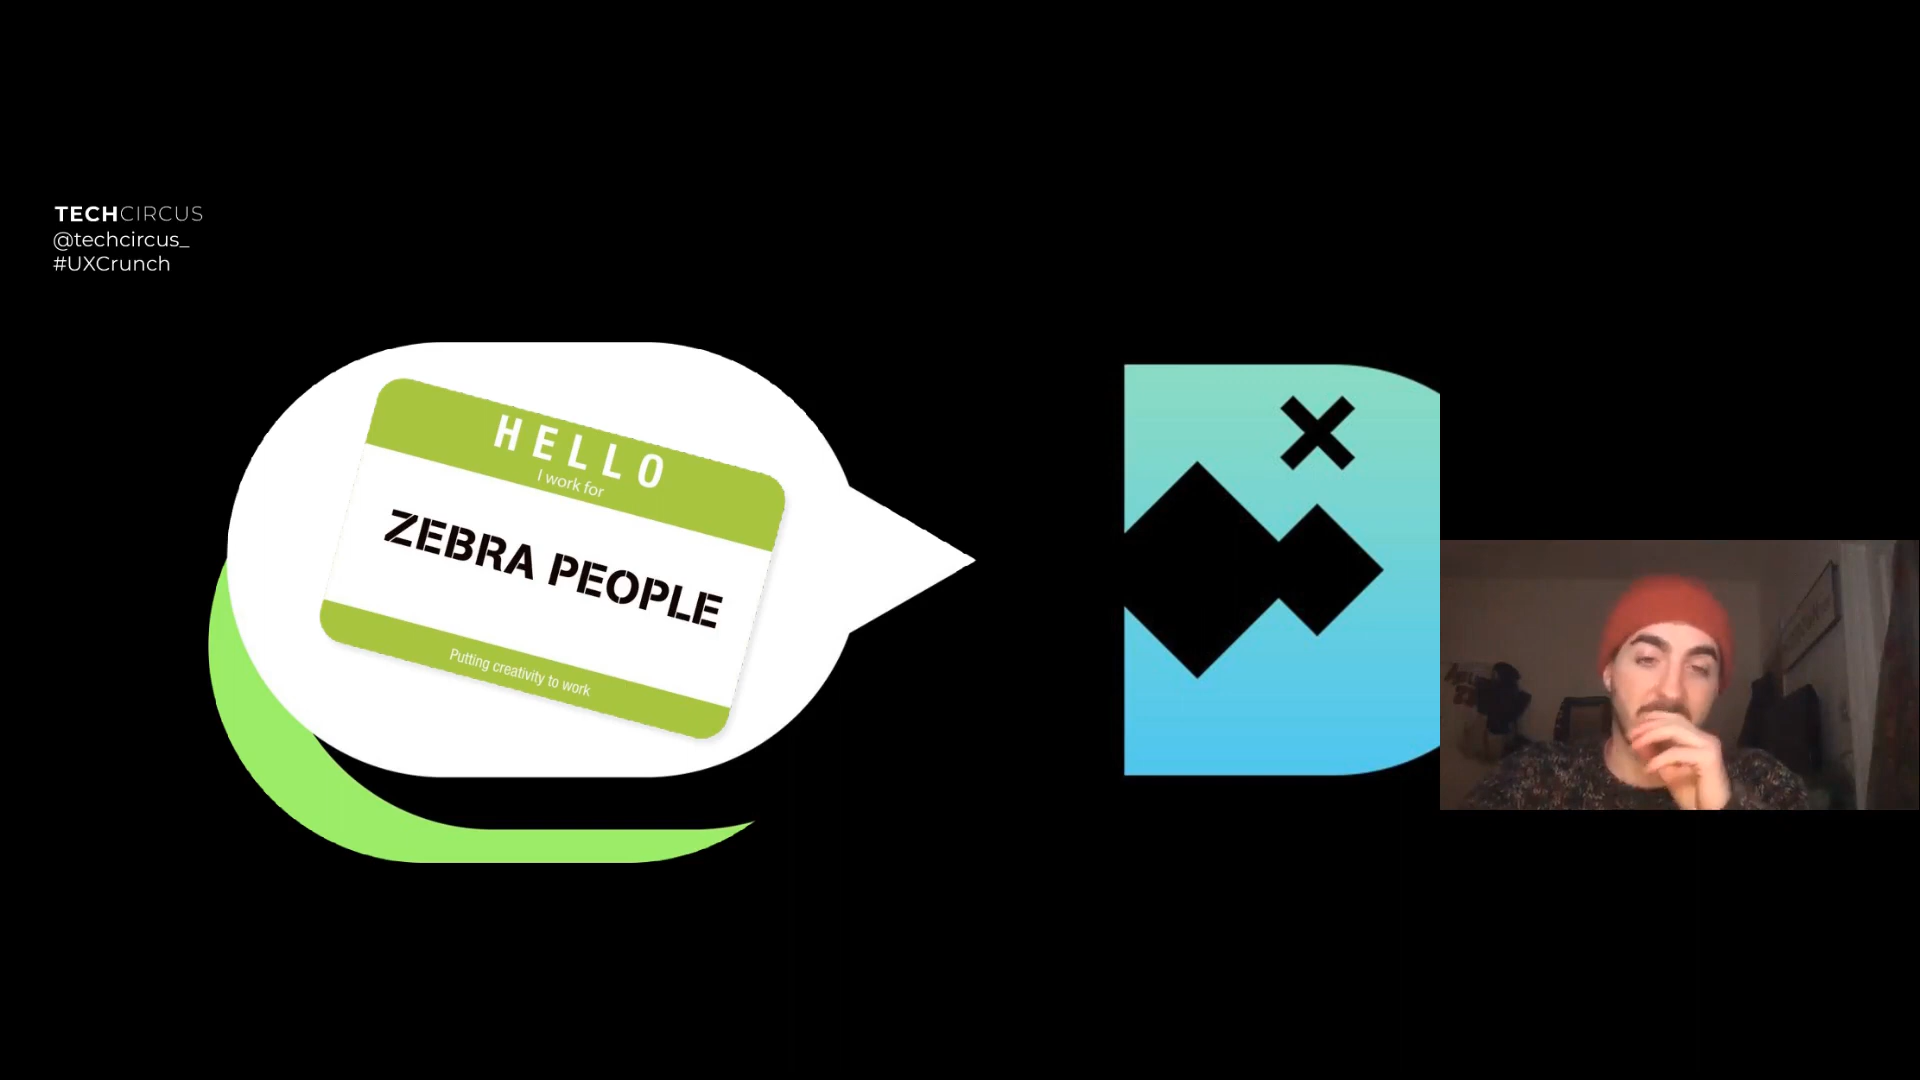 TECHCIRCUS
@techcircus_
#UXCrunch
HELLO
I work for
ZEBRA PEOPLE
Putting creativity to work